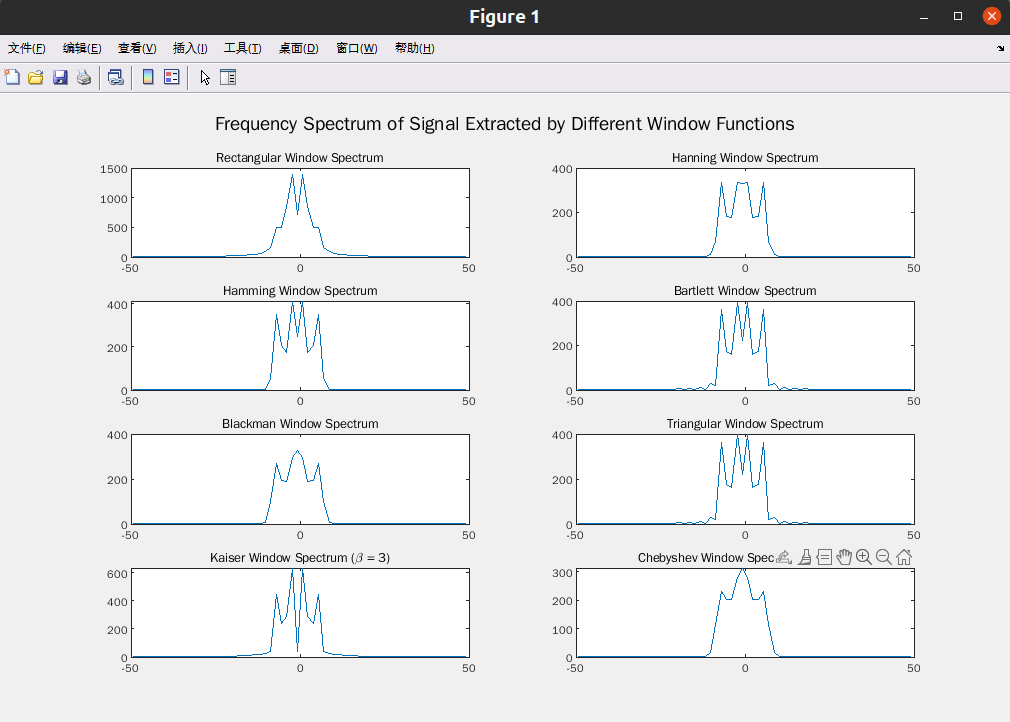 Figure 1
文件(F) 编辑(E) 查看(V) 插入(I) 工具(T) 桌面(D) 窗口(W) 帮助(H)
Frequency Spectrum of Signal Extracted by Different Window Functions
Rectangular Window Spectrum
1500
1000
500
0
-50 0 50
Hanning Window Spectrum
400
200
0
-50 0 50
Hamming Window Spectrum
400
200
0
-50 0 50
Bartlett Window Spectrum
400
200
0
-50 0 50
Blackman Window Spectrum
400
200
0
-50 0 50
Triangular Window Spectrum
400
200
0
-50 0 50
Kaiser Window Spectrum (β = 3)
600
400
200
0
-50 0 50
Chebyshev Window Spec
300
200
100
0
-50 0 50